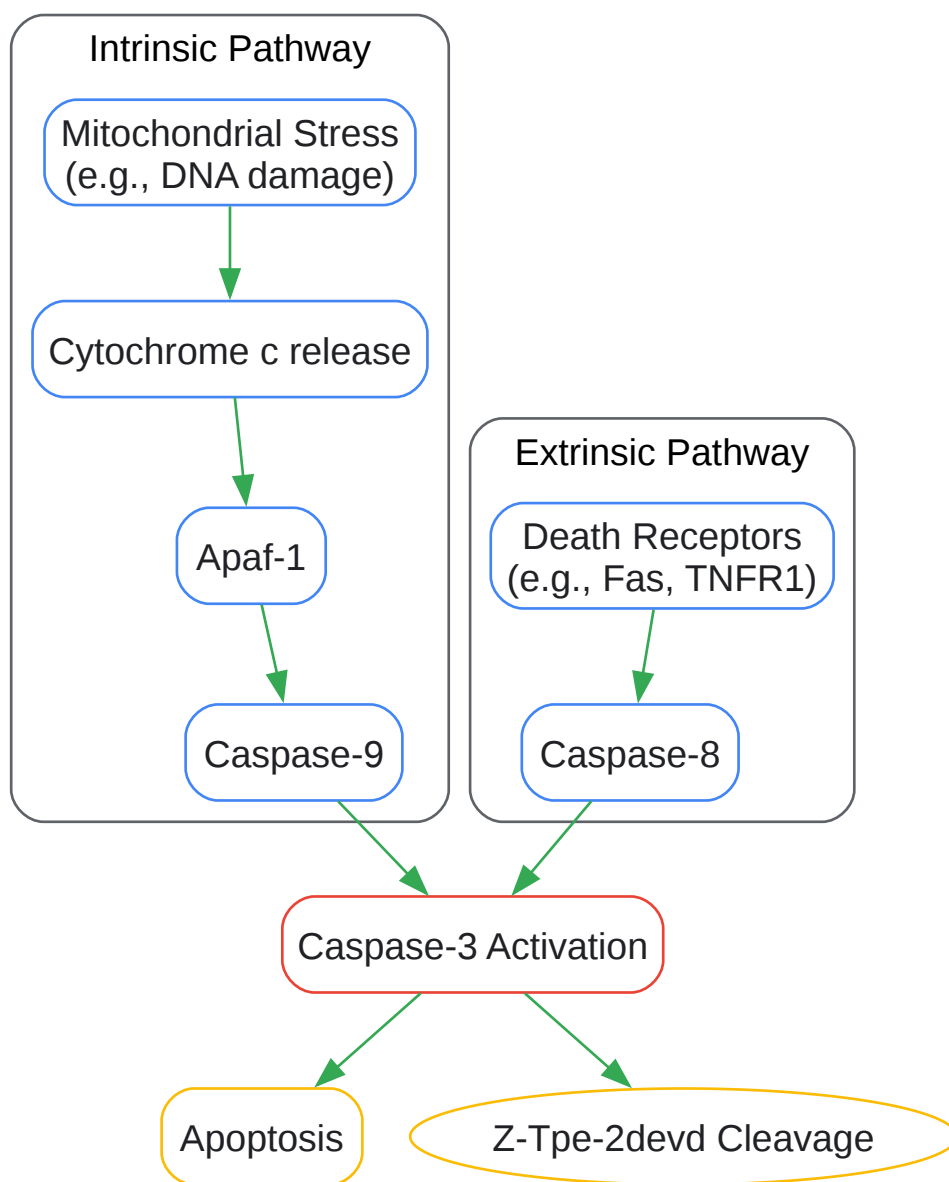 Intrinsic Pathway
Mitochondrial Stress
(e.g., DNA damage)
Cytochrome c release
Apaf-1
Caspase-9
Extrinsic Pathway
Death Receptors
(e.g., Fas, TNFR1)
Caspase-8
Caspase-3 Activation
Apoptosis
Z-Tpe-2devd Cleavage